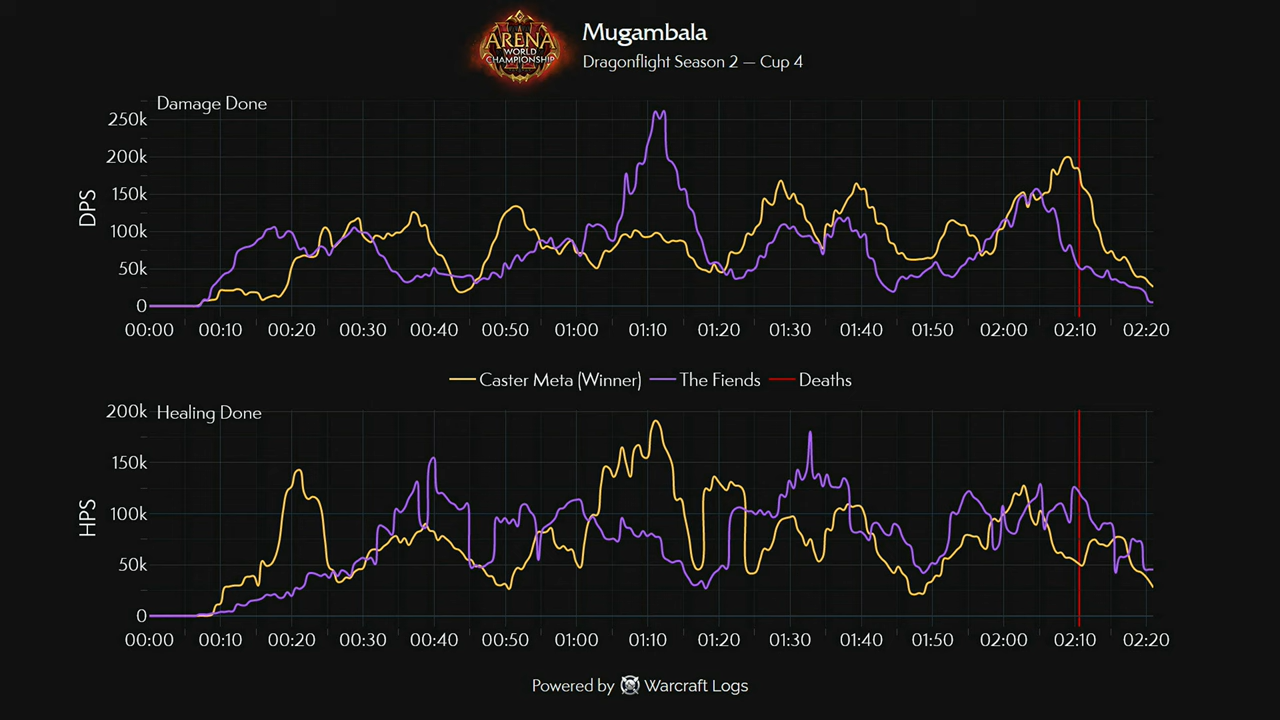 ARENA
WORLD
CHAMPIONSHIP
Mugambala
Dragonflight Season 2 — Cup 4
Damage Done
250k
200k
150k
100k
50k
0
DPS
00:00 00:10 00:20 00:30 00:40 00:50 01:00 01:10 01:20 01:30 01:40 01:50 02:00 02:10 02:20
Caster Meta (Winner) The Fiends Deaths
Healing Done
200k
150k
100k
50k
0
HPS
00:00 00:10 00:20 00:30 00:40 00:50 01:00 01:10 01:20 01:30 01:40 01:50 02:00 02:10 02:20
Powered by Warcraft Logs